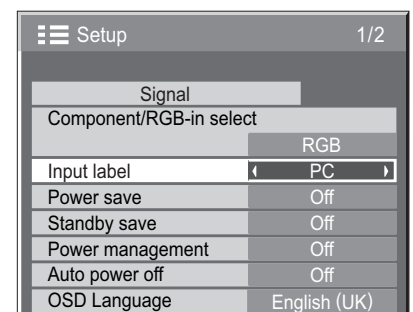 Setup 1/2
Signal
Component/RGB-in select
RGB
Input label PC
Power save Off
Standby save Off
Power management Off
Auto power off Off
OSD Language English (UK)